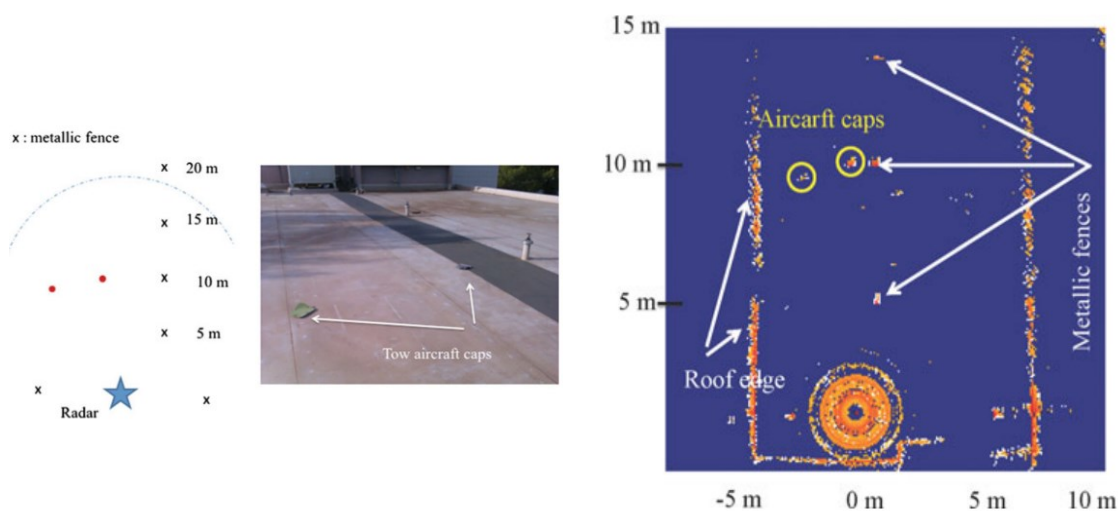 x : metallic fence
20 m
15 m
10 m
5 m
Radar
Tow aircraft caps
15 m
Aircarft caps
10 m
5 m
Roof edge
Metallic fences
-5 m
0 m
5 m
10 m